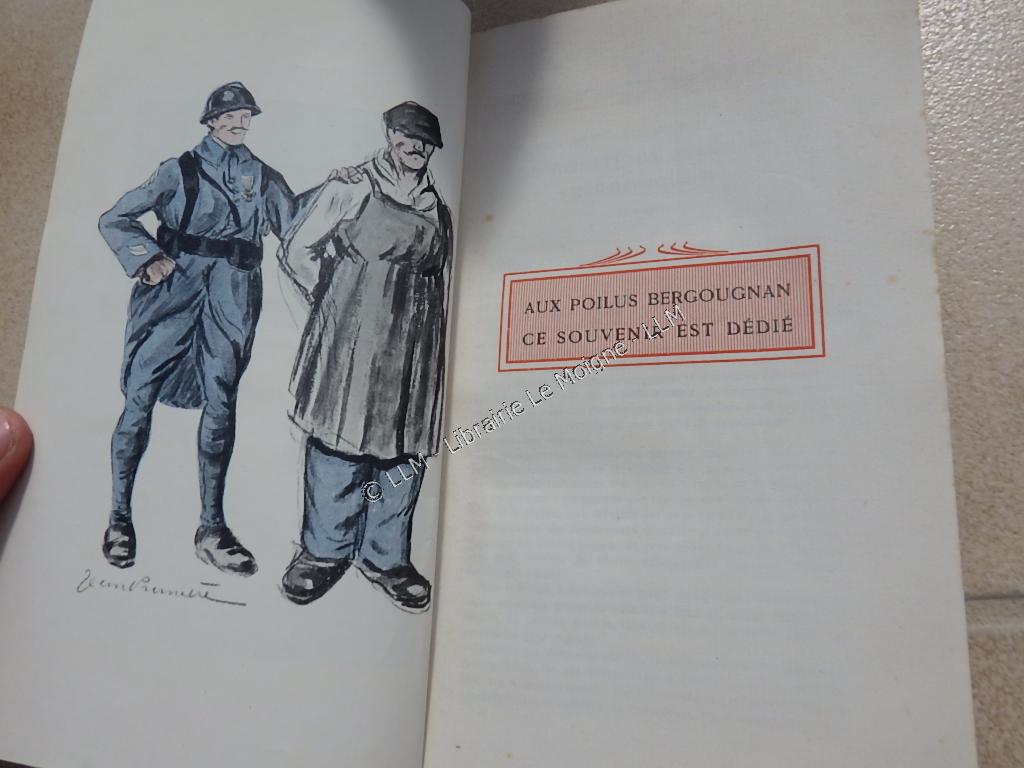 AUX POILUS BERGOUGNAN
CE SOUVENIR EST DÉDIÉ
© LLM - Librairie Le Moigne - LLM